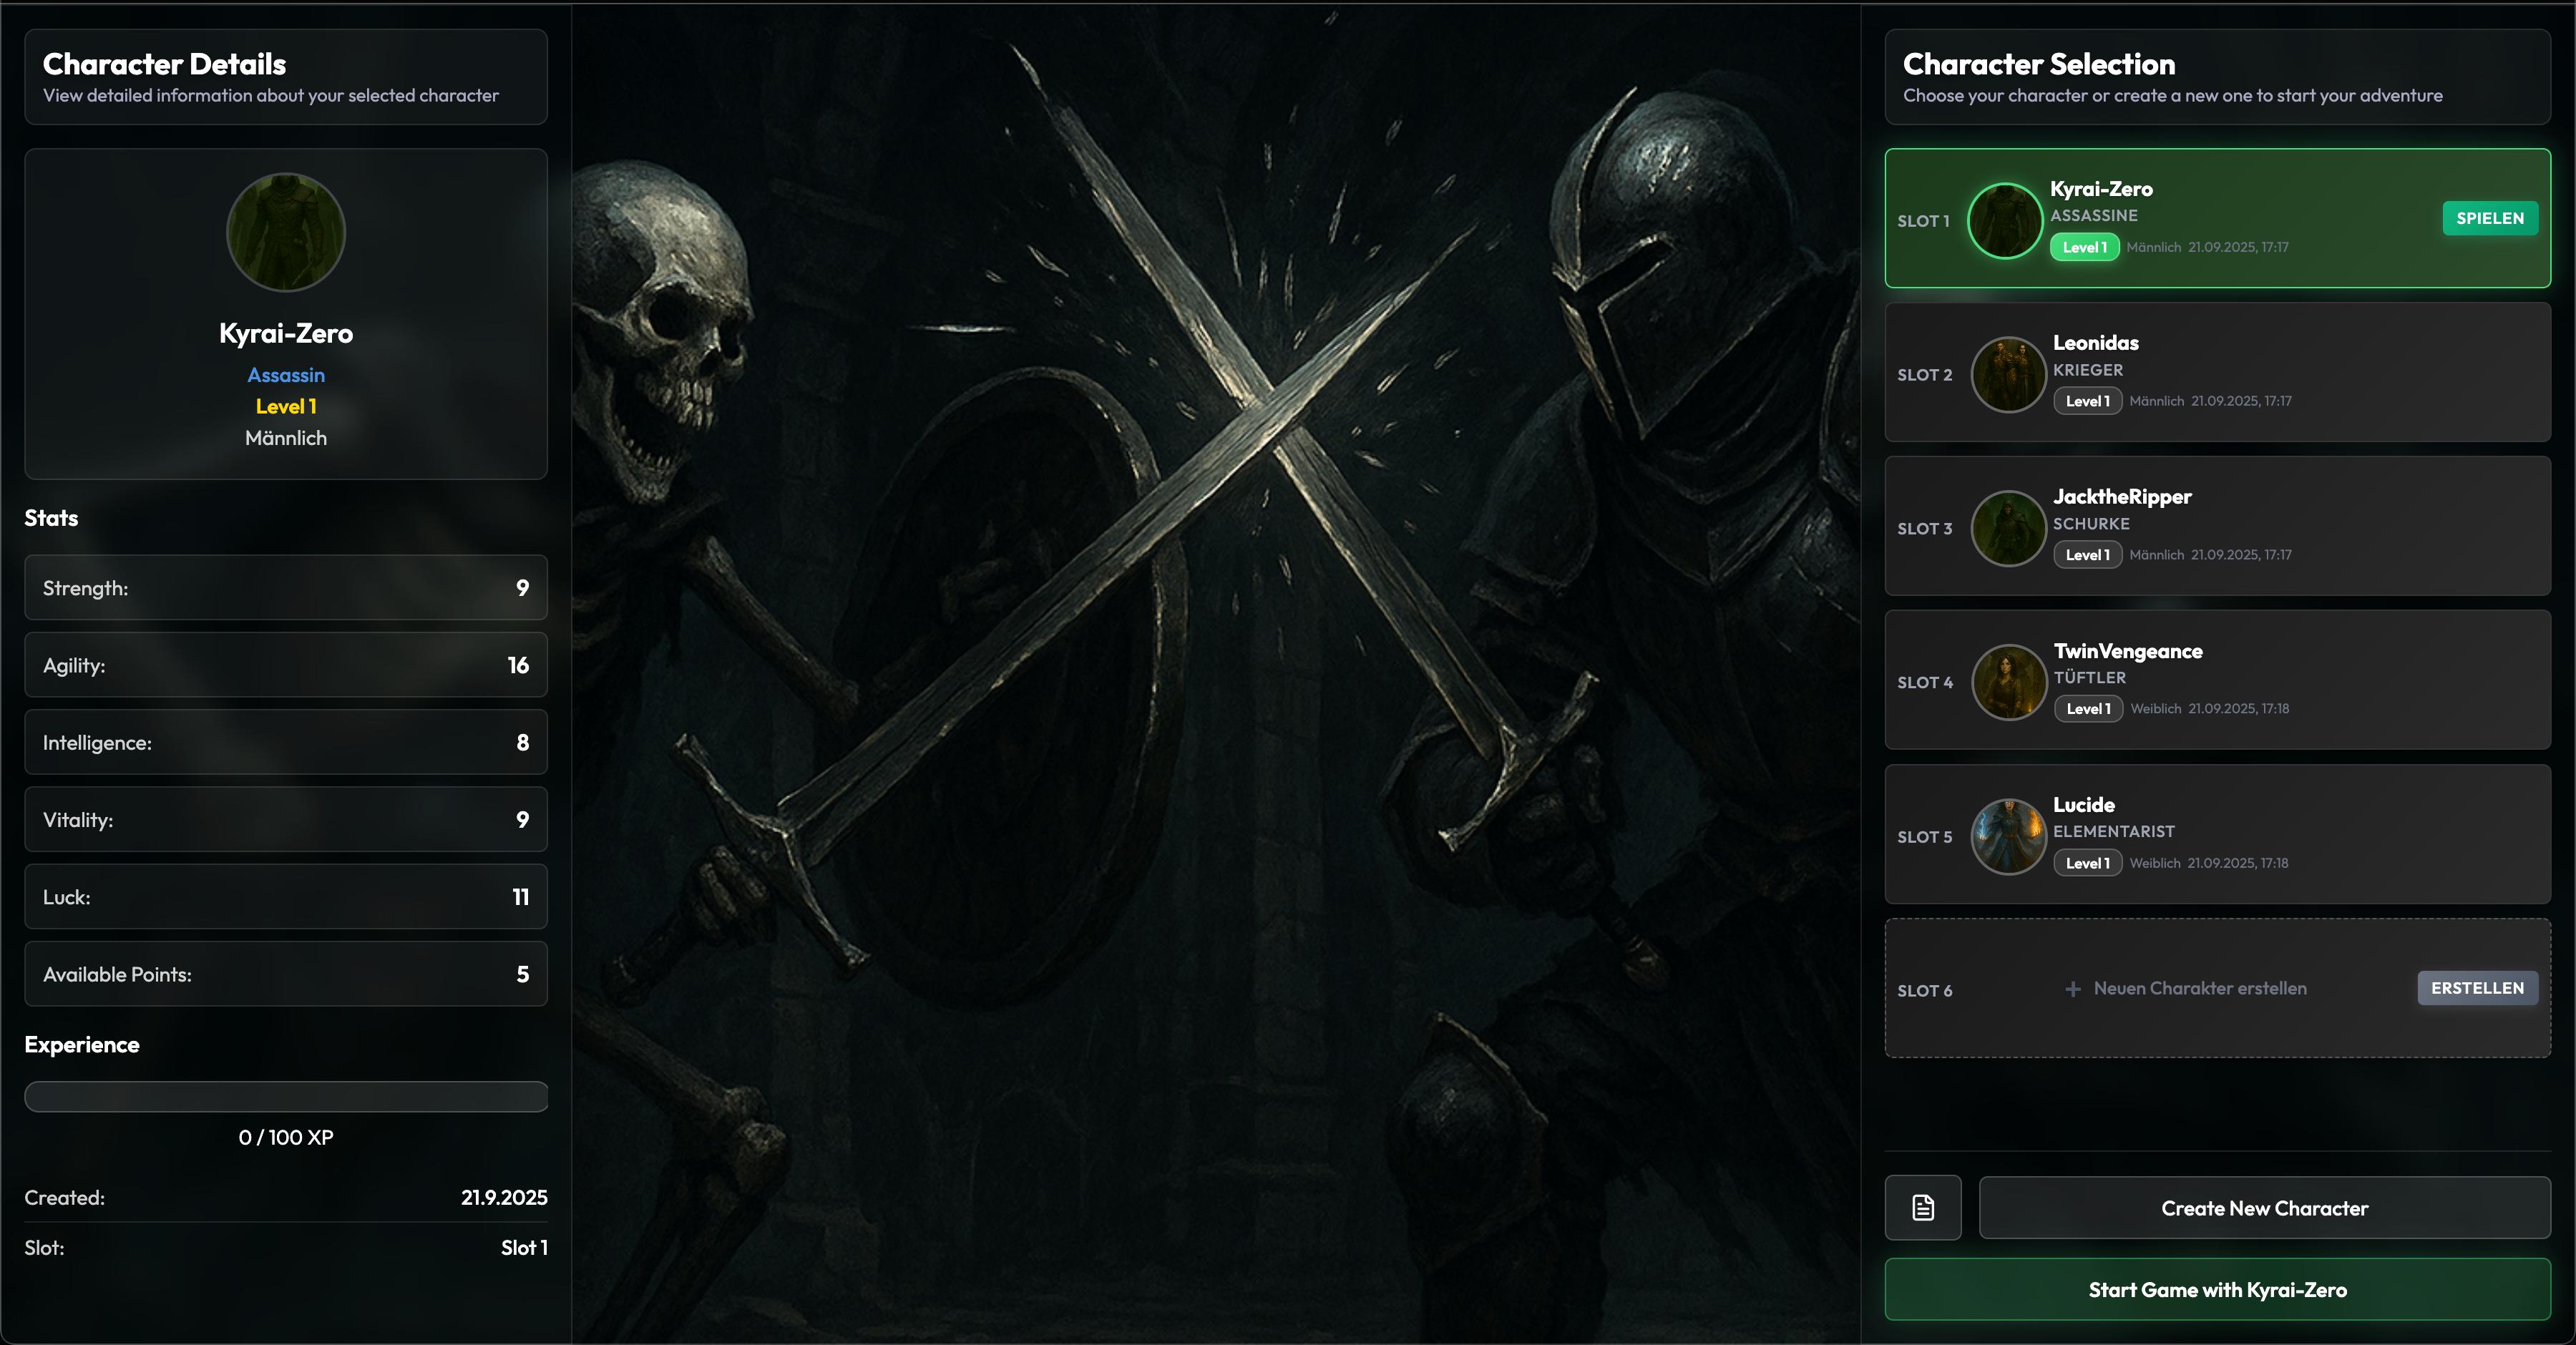 Character Details
View detailed information about your selected character
Kyrai-Zero
Assassin
Level 1
Männlich
Stats
Strength: 9
Agility: 16
Intelligence: 8
Vitality: 9
Luck: 11
Available Points: 5
Experience
0 / 100 XP
Created: 21.9.2025
Slot: Slot 1
Character Selection
Choose your character or create a new one to start your adventure
SLOT 1
Kyrai-Zero
ASSASSINE
Level 1 Männlich 21.09.2025, 17:17
SPIELEN
SLOT 2
Leonidas
KRIEGER
Level 1 Männlich 21.09.2025, 17:17
SLOT 3
JacktheRipper
SCHURKE
Level 1 Männlich 21.09.2025, 17:17
SLOT 4
TwinVengeance
TÜFTLER
Level 1 Weiblich 21.09.2025, 17:18
SLOT 5
Lucide
ELEMENTARIST
Level 1 Weiblich 21.09.2025, 17:18
SLOT 6
+ Neuen Charakter erstellen
ERSTELLEN
Create New Character
Start Game with Kyrai-Zero